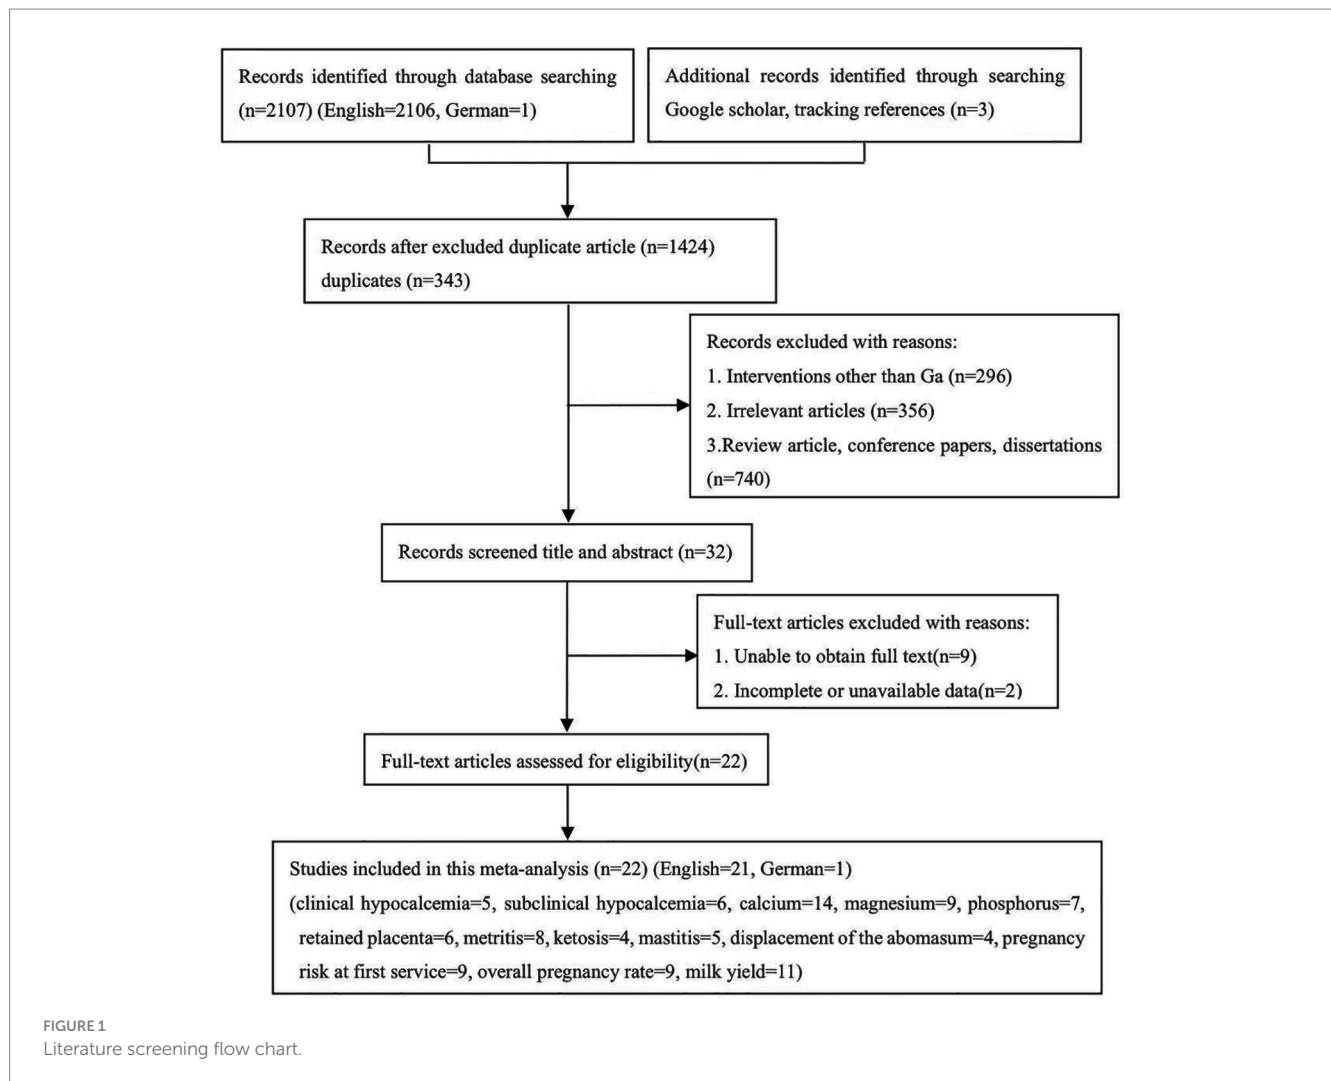 Records identified through database searching
(n=2107) (English=2106, German=1)
Additional records identified through searching
Google scholar, tracking references (n=3)
Records after excluded duplicate article (n=1424)
duplicates (n=343)
Records excluded with reasons:
1. Interventions other than Ga (n=296)
2. Irrelevant articles (n=356)
3.Review article, conference papers, dissertations
(n=740)
Records screened title and abstract (n=32)
Full-text articles excluded with reasons:
1. Unable to obtain full text(n=9)
2. Incomplete or unavailable data(n=2)
Full-text articles assessed for eligibility(n=22)
Studies included in this meta-analysis (n=22) (English=21, German=1)
(clinical hypocalcemia=5, subclinical hypocalcemia=6, calcium=14, magnesium=9, phosphorus=7,
retained placenta=6, metritis=8, ketosis=4, mastitis=5, displacement of the abomasum=4, pregnancy
risk at first service=9, overall pregnancy rate=9, milk yield=11)
FIGURE 1
Literature screening flow chart.